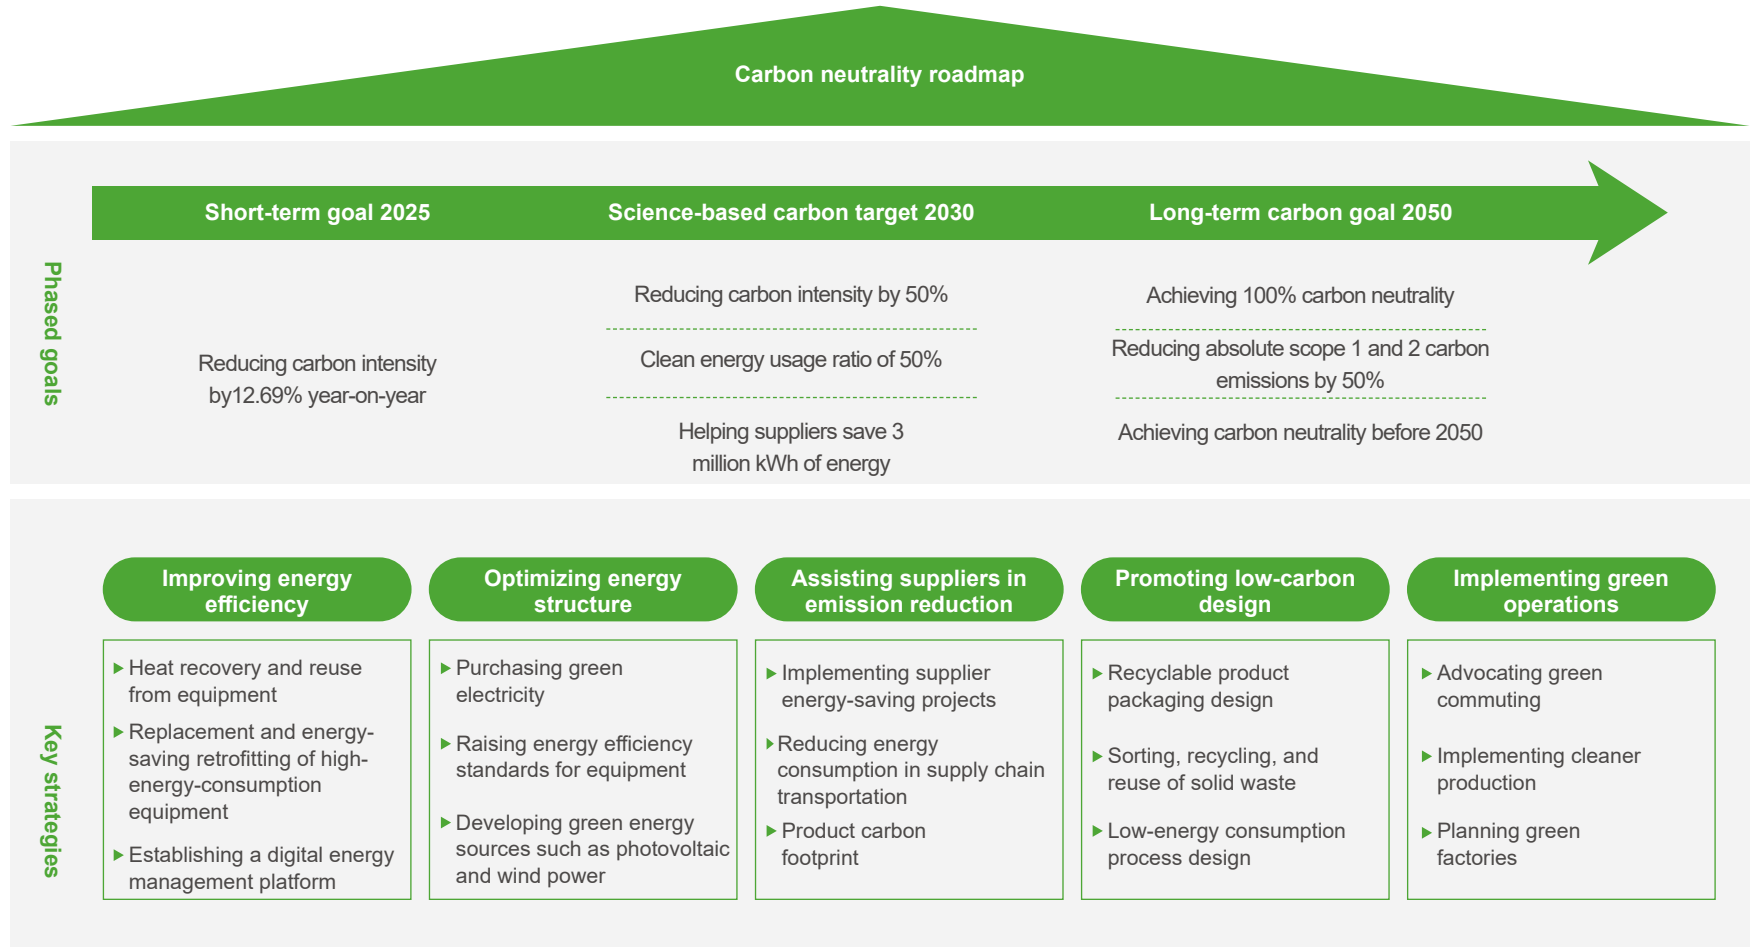 Carbon neutrality roadmap
Phased goals
Short-term goal 2025
Reducing carbon intensity
by12.69% year-on-year
Science-based carbon target 2030
Reducing carbon intensity by 50%
Clean energy usage ratio of 50%
Helping suppliers save 3
million kWh of energy
Long-term carbon goal 2050
Achieving 100% carbon neutrality
Reducing absolute scope 1 and 2 carbon
emissions by 50%
Achieving carbon neutrality before 2050
Key strategies
Improving energy
efficiency
Heat recovery and reuse
from equipment
Replacement and energy-
saving retrofitting of high-
energy-consumption
equipment
Establishing a digital energy
management platform
Optimizing energy
structure
Purchasing green
electricity
Raising energy efficiency
standards for equipment
Developing green energy
sources such as photovoltaic
and wind power
Assisting suppliers in
emission reduction
Implementing supplier
energy-saving projects
Reducing energy
consumption in supply chain
transportation
Product carbon
footprint
Promoting low-carbon
design
Recyclable product
packaging design
Sorting, recycling, and
reuse of solid waste
Low-energy consumption
process design
Implementing green
operations
Advocating green
commuting
Implementing cleaner
production
Planning green
factories